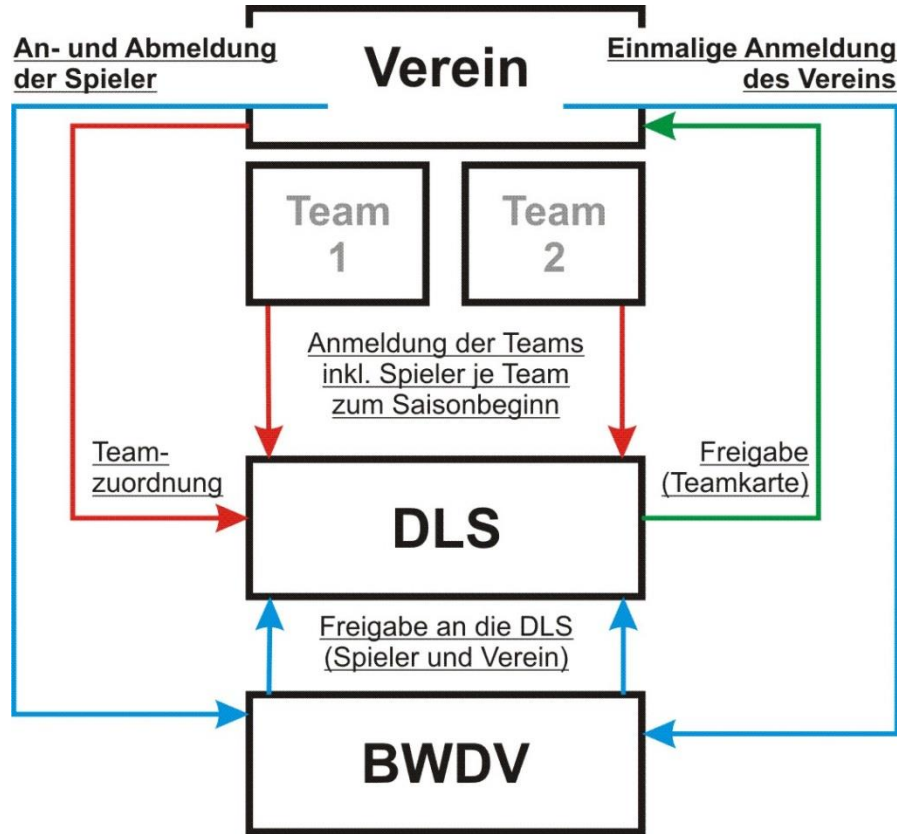 An- und Abmeldung
der Spieler
Verein
Einmalige Anmeldung
des Vereins
Team
1
Team
2
Anmeldung der Teams
inkl. Spieler je Team
zum Saisonbeginn
Team-
zuordnung
Freigabe
(Teamkarte)
DLS
Freigabe an die DLS
(Spieler und Verein)
BWDV